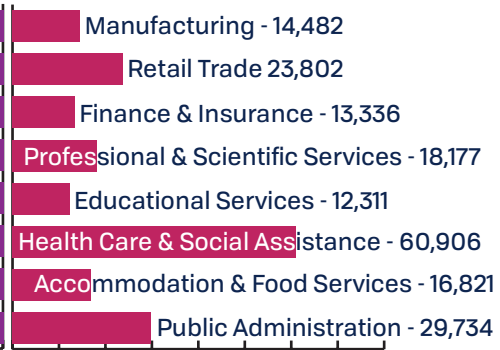 Manufacturing - 14,482
Retail Trade 23,802
Finance & Insurance - 13,336
Professional & Scientific Services - 18,177
Educational Services - 12,311
Health Care & Social Assistance - 60,906
Accommodation & Food Services - 16,821
Public Administration - 29,734